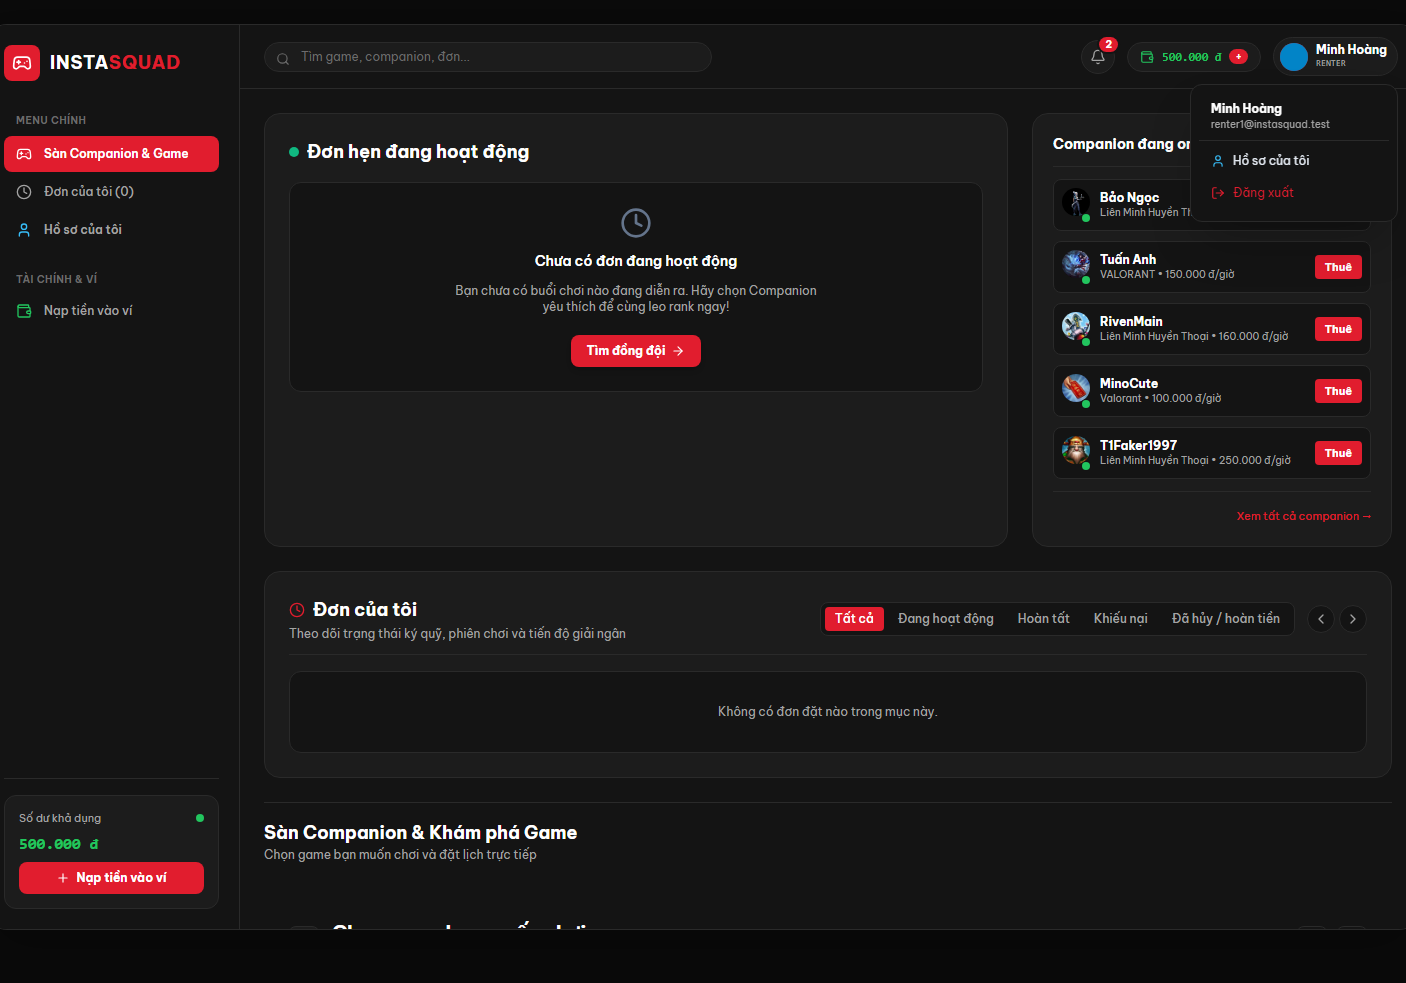 INSTASQUAD
MENU CHÍNH
Sàn Companion & Game
Đơn của tôi (0)
Hồ sơ của tôi
TÀI CHÍNH & VÍ
Nạp tiền vào ví
Số dư khả dụng
500.000 đ
+ Nạp tiền vào ví
Tìm game, companion, đơn...
2
500.000 đ +
Minh Hoàng
RENTER
Minh Hoàng
renter1@instasquad.test
Hồ sơ của tôi
Đăng xuất
Đơn hẹn đang hoạt động
Chưa có đơn đang hoạt động
Bạn chưa có buổi chơi nào đang diễn ra. Hãy chọn Companion
yêu thích để cùng leo rank ngay!
Tìm đồng đội →
Companion đang
Bảo Ngọc
Liên Minh Huyền
Tuấn Anh
VALORANT • 150.000 đ/giờ
Thuê
RivenMain
Liên Minh Huyền Thoại • 160.000 đ/giờ
Thuê
MinoCute
Valorant • 100.000 đ/giờ
Thuê
T1Faker1997
Liên Minh Huyền Thoại • 250.000 đ/giờ
Thuê
Xem tất cả companion →
Đơn của tôi
Theo dõi trạng thái ký quỹ, phiên chơi và tiến độ giải ngân
Tất cả Đang hoạt động Hoàn tất Khiếu nại Đã hủy / hoàn tiền
Không có đơn đặt nào trong mục này.
Sàn Companion & Khám phá Game
Chọn game bạn muốn chơi và đặt lịch trực tiếp